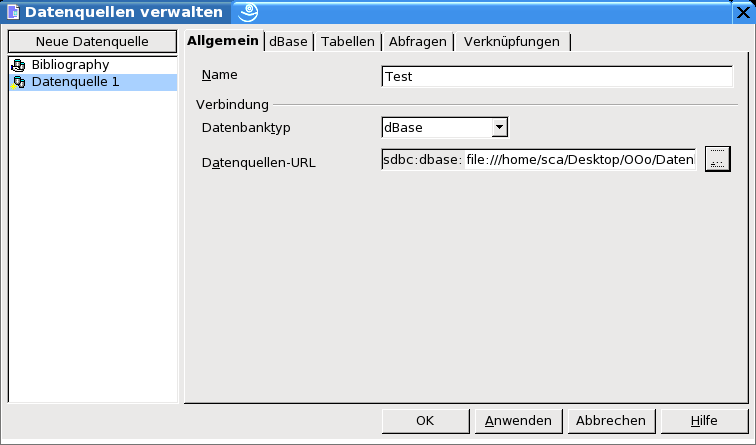 Datenquellen verwalten
Neue Datenquelle
Bibliography
Datenquelle 1
Allgemein dBase Tabellen Abfragen Verknüpfungen
Name Test
Verbindung
Datenbanktyp dBase
Datenquellen-URL sdbc:dbase: file:///home/sca/Desktop/OOo/Daten
...
OK Anwenden Abbrechen Hilfe